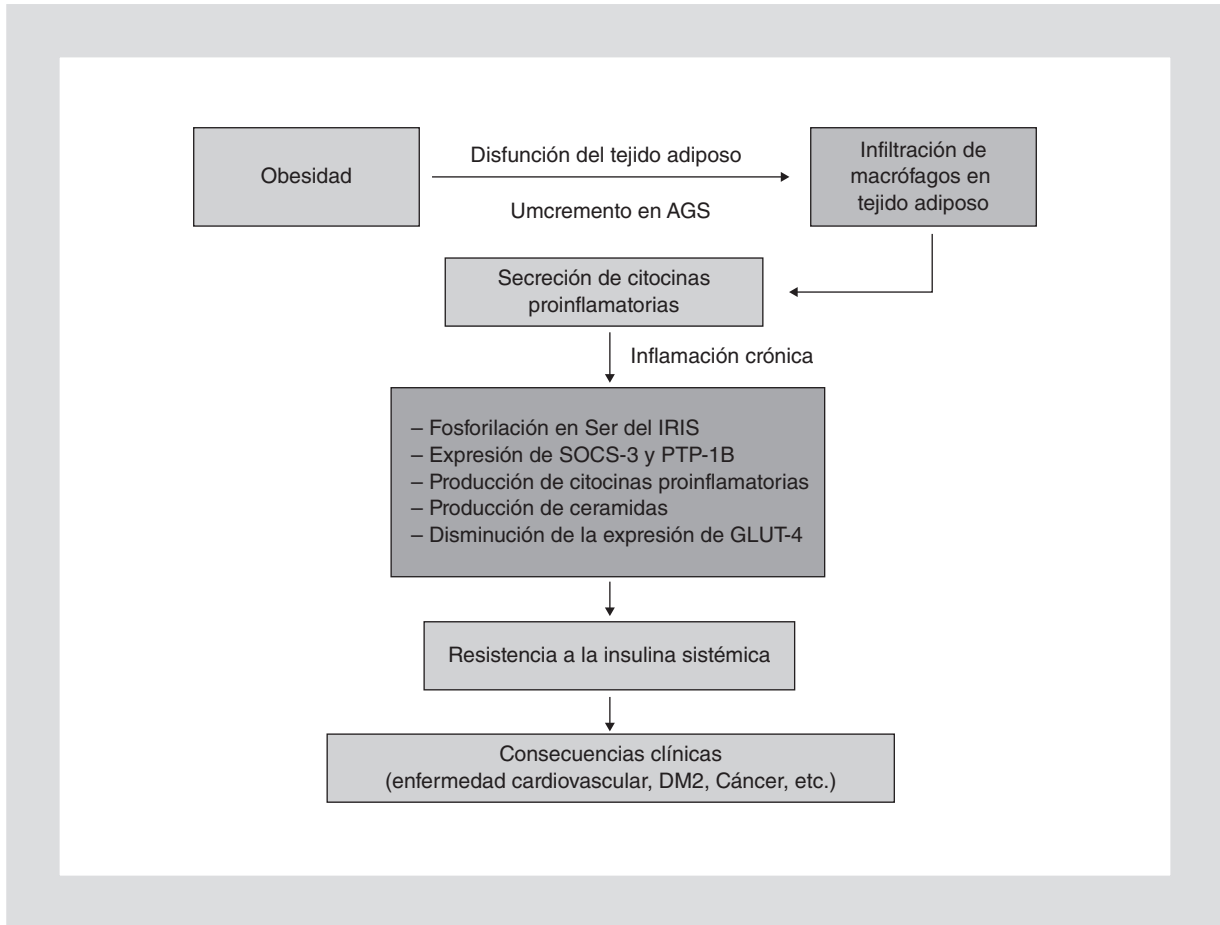 Obesidad
Disfunción del tejido adiposo
Umcremento en AGS
Infiltración de
macrófagos en
tejido adiposo
Secreción de citocinas
proinflamatorias
Inflamación crónica
– Fosforilación en Ser del IRIS
– Expresión de SOCS-3 y PTP-1B
– Producción de citocinas proinflamatorias
– Producción de ceramidas
– Disminución de la expresión de GLUT-4
Resistencia a la insulina sistémica
Consecuencias clínicas
(enfermedad cardiovascular, DM2, Cáncer, etc.)